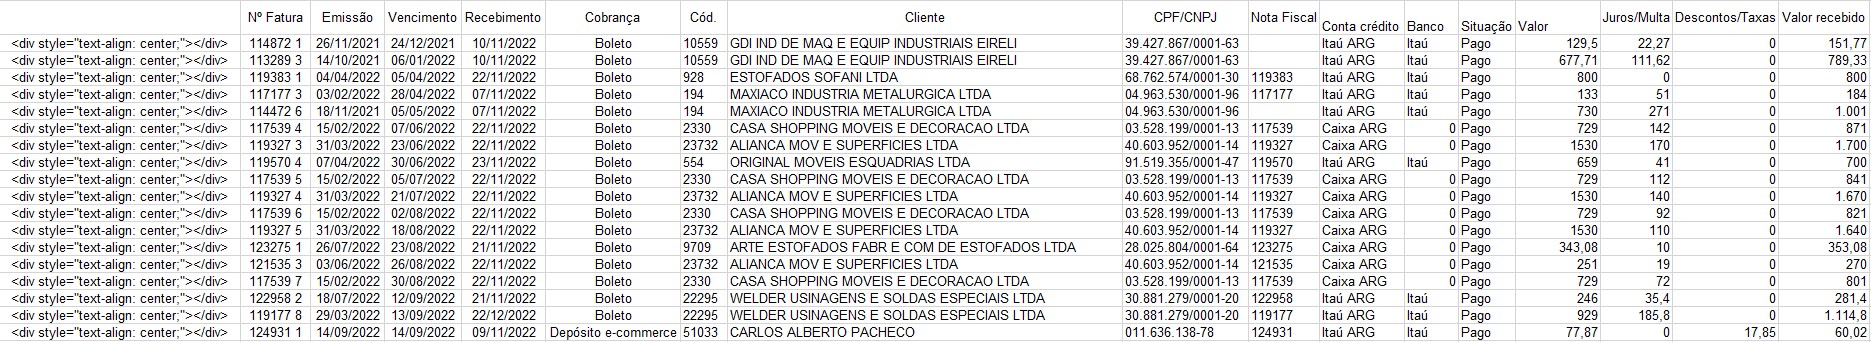 Nº Fatura Emissão Vencimento Recebimento Cobrança Cód. Cliente CPF/CNPJ Nota Fiscal Conta crédito Banco Situação Valor Juros/Multa Descontos/Taxas Valor recebido
<div style="text-align: center;"></div> 114872 1 26/11/2021 24/12/2021 10/11/2022 Boleto 10559 GDI IND DE MAQ E EQUIP INDUSTRIAIS EIRELI 39.427.867/0001-63 Itaú ARG Itaú Pago 129,5 22,27 0 151,77
<div style="text-align: center;"></div> 113289 3 14/10/2021 06/01/2022 10/11/2022 Boleto 10559 GDI IND DE MAQ E EQUIP INDUSTRIAIS EIRELI 39.427.867/0001-63 Itaú ARG Itaú Pago 677,71 111,62 0 789,33
<div style="text-align: center;"></div> 119383 1 04/04/2022 05/04/2022 22/11/2022 Boleto 928 ESTOFADOS SOFANI LTDA 68.762.574/0001-30 119383 Itaú ARG Itaú Pago 800 0 0 800
<div style="text-align: center;"></div> 117177 3 03/02/2022 28/04/2022 07/11/2022 Boleto 194 MAXIACO INDUSTRIA METALURGICA LTDA 04.963.530/0001-96 117177 Itaú ARG Itaú Pago 133 51 0 184
<div style="text-align: center;"></div> 114472 6 18/11/2021 05/05/2022 07/11/2022 Boleto 194 MAXIACO INDUSTRIA METALURGICA LTDA 04.963.530/0001-96 Itaú ARG Itaú Pago 730 271 0 1.001
<div style="text-align: center;"></div> 117539 4 15/02/2022 07/06/2022 22/11/2022 Boleto 2330 CASA SHOPPING MOVEIS E DECORACAO LTDA 03.528.199/0001-13 117539 Caixa ARG 0 Pago 729 142 0 871
<div style="text-align: center;"></div> 119327 3 31/03/2022 23/06/2022 22/11/2022 Boleto 23732 ALIANCA MOV E SUPERFICIES LTDA 40.603.952/0001-14 119327 Caixa ARG 0 Pago 1530 170 0 1.700
<div style="text-align: center;"></div> 119570 4 07/04/2022 30/06/2022 23/11/2022 Boleto 554 ORIGINAL MOVEIS ESQUADRIAS LTDA 91.519.355/0001-47 119570 Itaú ARG Itaú Pago 659 41 0 700
<div style="text-align: center;"></div> 117539 5 15/02/2022 05/07/2022 22/11/2022 Boleto 2330 CASA SHOPPING MOVEIS E DECORACAO LTDA 03.528.199/0001-13 117539 Caixa ARG 0 Pago 729 112 0 841
<div style="text-align: center;"></div> 119327 4 31/03/2022 21/07/2022 22/11/2022 Boleto 23732 ALIANCA MOV E SUPERFICIES LTDA 40.603.952/0001-14 119327 Caixa ARG 0 Pago 1530 140 0 1.670
<div style="text-align: center;"></div> 117539 6 15/02/2022 02/08/2022 22/11/2022 Boleto 2330 CASA SHOPPING MOVEIS E DECORACAO LTDA 03.528.199/0001-13 117539 Caixa ARG 0 Pago 729 92 0 821
<div style="text-align: center;"></div> 119327 5 31/03/2022 18/08/2022 22/11/2022 Boleto 23732 ALIANCA MOV E SUPERFICIES LTDA 40.603.952/0001-14 119327 Caixa ARG 0 Pago 1530 110 0 1.640
<div style="text-align: center;"></div> 123275 1 26/07/2022 23/08/2022 21/11/2022 Boleto 9709 ARTE ESTOFADOS FABR E COM DE ESTOFADOS LTDA 28.025.804/0001-64 123275 Caixa ARG 0 Pago 343,08 10 0 353,08
<div style="text-align: center;"></div> 121535 3 03/06/2022 26/08/2022 22/11/2022 Boleto 23732 ALIANCA MOV E SUPERFICIES LTDA 40.603.952/0001-14 121535 Caixa ARG 0 Pago 251 19 0 270
<div style="text-align: center;"></div> 117539 7 15/02/2022 30/08/2022 22/11/2022 Boleto 2330 CASA SHOPPING MOVEIS E DECORACAO LTDA 03.528.199/0001-13 117539 Caixa ARG 0 Pago 729 72 0 801
<div style="text-align: center;"></div> 122958 2 18/07/2022 12/09/2022 21/11/2022 Boleto 22295 WELDER USINAGENS E SOLDAS ESPECIAIS LTDA 30.881.279/0001-20 122958 Itaú ARG Itaú Pago 246 35,4 0 281,4
<div style="text-align: center;"></div> 119177 8 29/03/2022 13/09/2022 22/12/2022 Boleto 22295 WELDER USINAGENS E SOLDAS ESPECIAIS LTDA 30.881.279/0001-20 119177 Itaú ARG Itaú Pago 929 185,8 0 1.114,8
<div style="text-align: center;"></div> 124931 1 14/09/2022 14/09/2022 09/11/2022 Depósito e-commerce 51033 CARLOS ALBERTO PACHECO 011.636.138-78 124931 Itaú ARG Itaú Pago 77,87 0 17,85 60,02